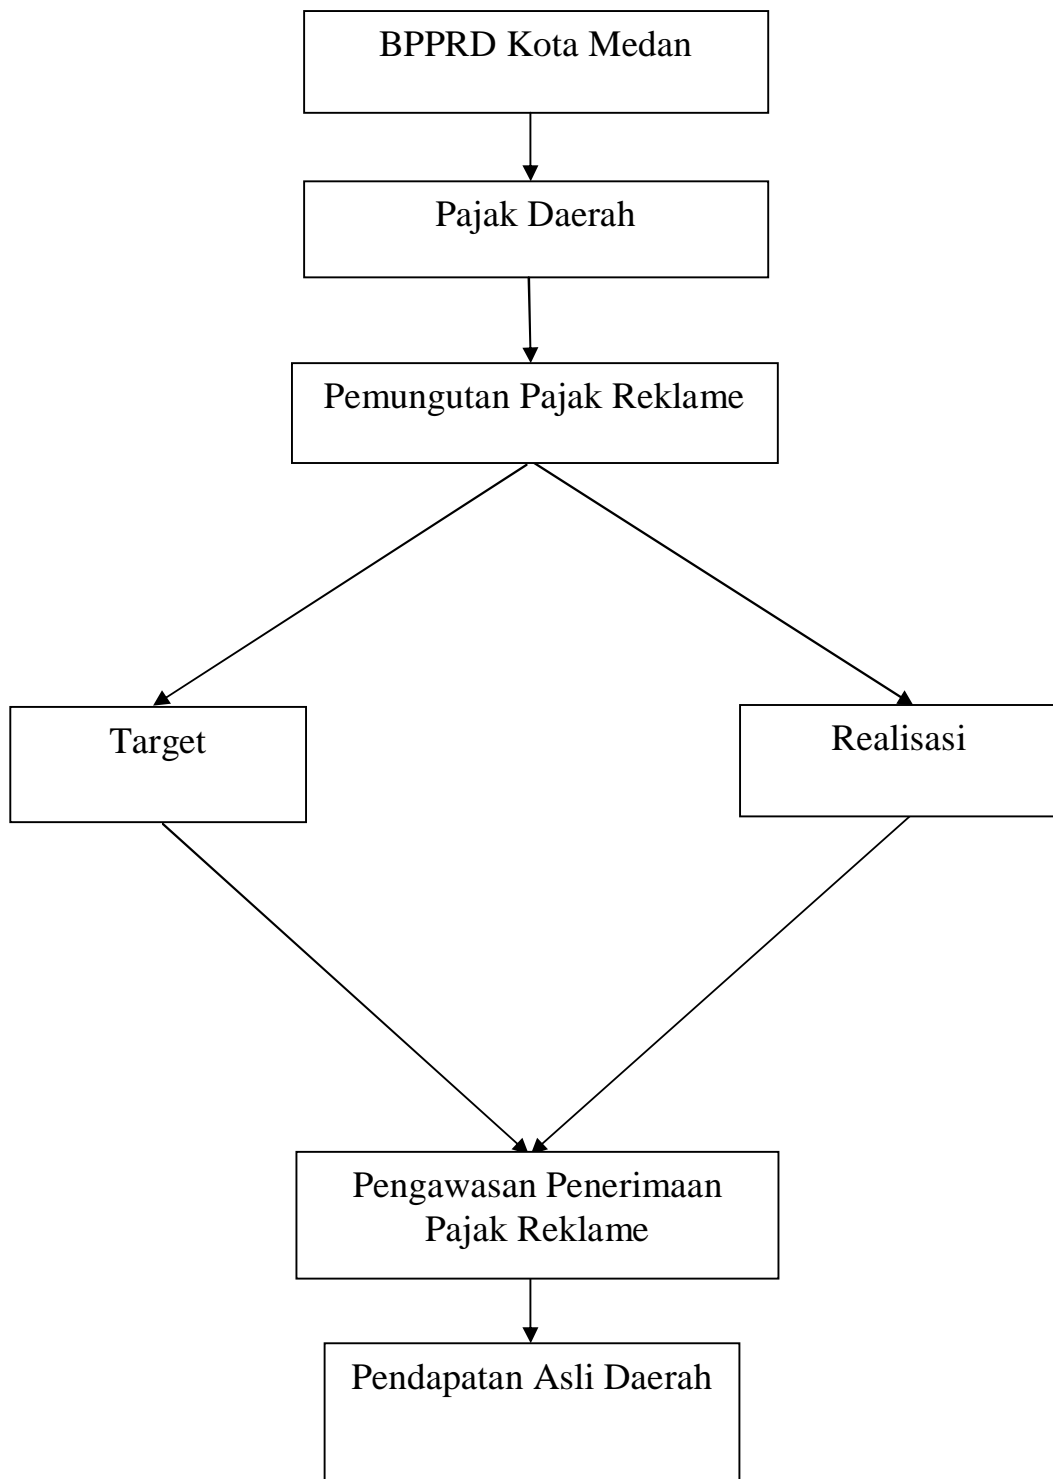 BPPRD Kota Medan
Pajak Daerah
Pemungutan Pajak Reklame
Target
Realisasi
Pengawasan Penerimaan
Pajak Reklame
Pendapatan Asli Daerah